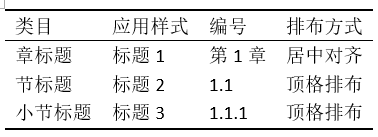 类目 应用样式 编号 排布方式
章标题 标题 1 第 1 章 居中对齐
节标题 标题 2 1.1 顶格排布
小节标题 标题 3 1.1.1 顶格排布